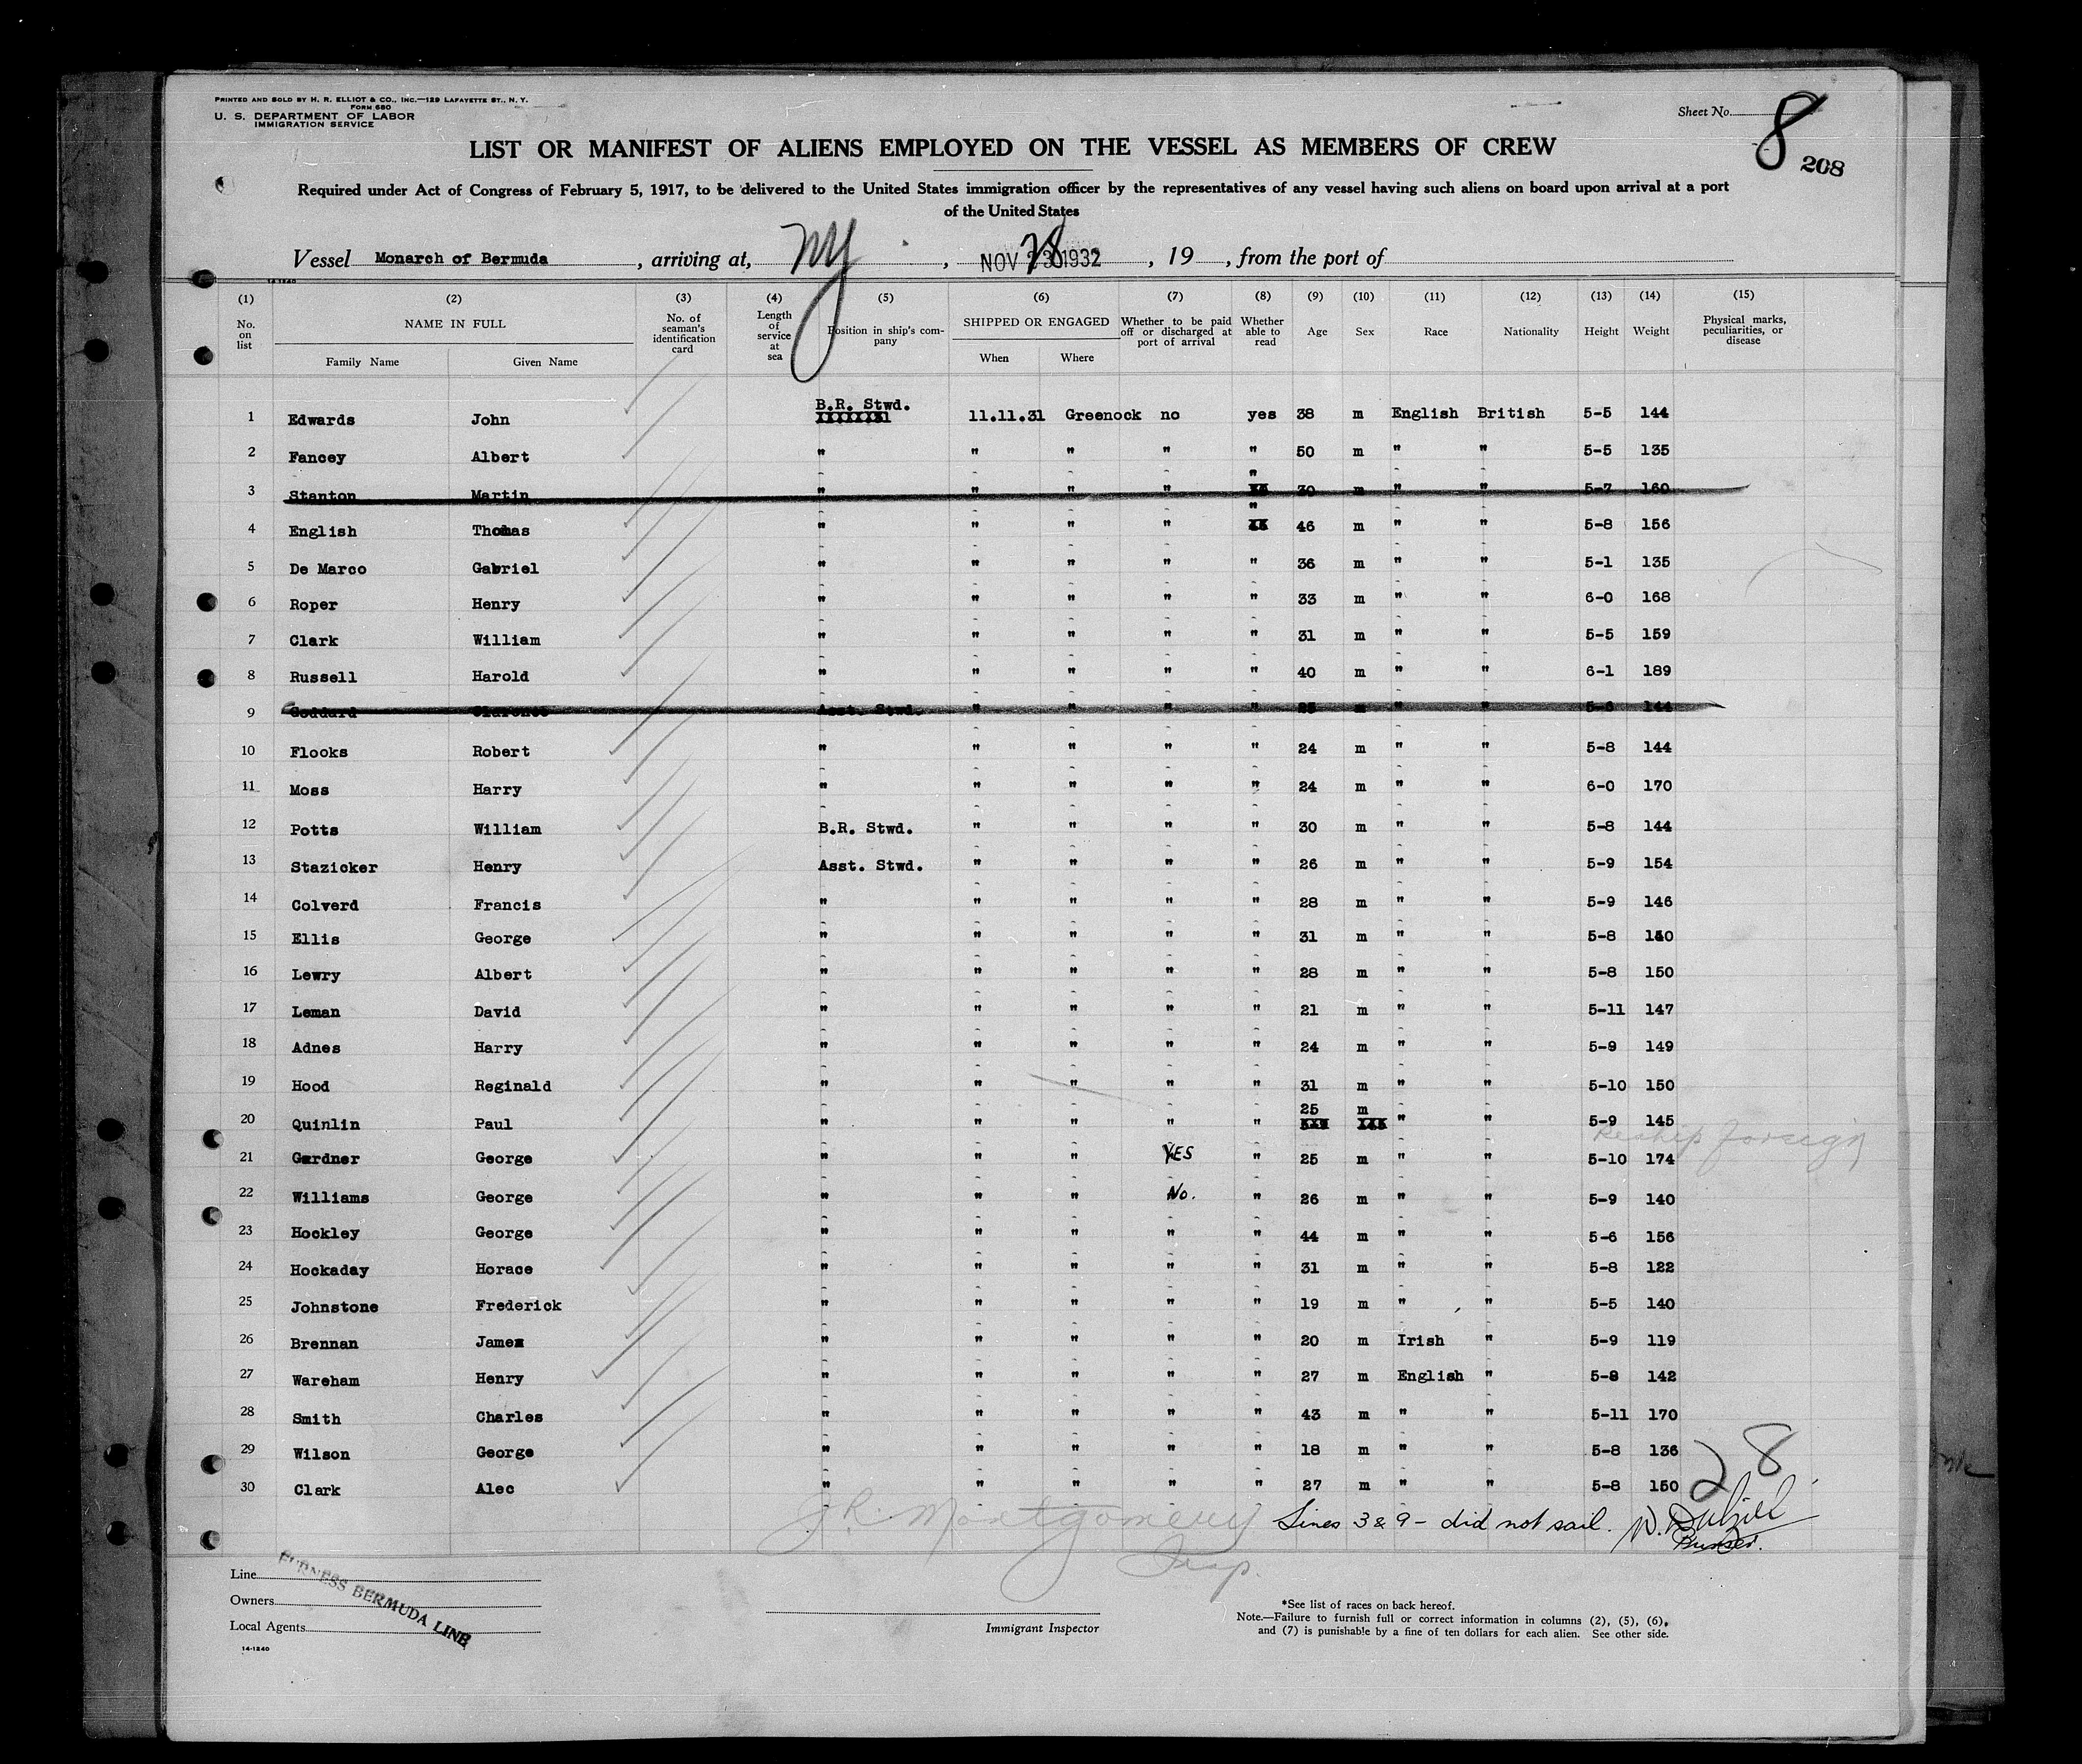 PRINTED AND SOLD BY H. R. ELLIOT & CO., INC.—129 LAFAYETTE ST., N. Y.
FORM 680
U. S. DEPARTMENT OF LABOR
IMMIGRATION SERVICE
Sheet No. 8
208
LIST OR MANIFEST OF ALIENS EMPLOYED ON THE VESSEL AS MEMBERS OF CREW
Required under Act of Congress of February 5, 1917, to be delivered to the United States immigration officer by the representatives of any vessel having such aliens on board upon arrival at a port
of the United States
Vessel Monarch of Bermuda, arriving at, NY, NOV 1932, 19 , from the port of
14-1240
(1) (2) (3) (4) (5) (6) (7) (8) (9) (10) (11) (12) (13) (14) (15)
No. on list NAME IN FULL Family Name Given Name No. of seaman's identification card Length of service at sea Position in ship's company SHIPPED OR ENGAGED When Where Whether to be paid off or discharged at port of arrival Whether able to read Age Sex Race Nationality Height Weight Physical marks, peculiarities, or disease
1 Edwards John B.R. Stwd. 11.11.31 Greenock no yes 38 m English British 5-5 144
2 Fancey Albert " " " " " 50 m " " 5-5 135
3 Stanton Martin " " " " " 30 m " " 5-7 160
4 English Thomas " " " " " 46 m " " 5-8 156
5 De Marco Gabriel " " " " " 36 m " " 5-1 135
6 Roper Henry " " " " " 33 m " " 6-0 168
7 Clark William " " " " " 31 m " " 5-5 159
8 Russell Harold " " " " " 40 m " " 6-1 189
9 Goddard Clarence Asst. Stwd. " " " " 25 m " " 5-6 144
10 Flooks Robert " " " " " 24 m " " 5-8 144
11 Moss Harry " " " " " 24 m " " 6-0 170
12 Potts William B.R. Stwd. " " " " 30 m " " 5-8 144
13 Stazicker Henry Asst. Stwd. " " " " 26 m " " 5-9 154
14 Colverd Francis " " " " " 28 m " " 5-9 146
15 Ellis George " " " " " 31 m " " 5-8
16 Lewry Albert " " " " " 28 m " " 5-8 150
17 Leman David " " " " " 21 m " " 5-11 147
18 Adnes Harry " " " " " 24 m " " 5-9 149
19 Hood Reginald " " " " " 31 m " " 5-10 150
20 Quinlin Paul " " " " " 25 m " " 5-9 145
21 Gardner George " " " YES " 25 m " " 5-10 174 Reship foreign
22 Williams George " " " No. " 26 m " " 5-9 140
23 Hockley George " " " " " 44 m " " 5-6 156
24 Hockaday Horace " " " " " 31 m " " 5-8 122
25 Johnstone Frederick " " " " " 19 m " " 5-5 140
26 Brennan James " " " " " 20 m Irish " 5-9 119
27 Wareham Henry " " " " " 27 m English " 5-8 142
28 Smith Charles " " " " " 43 m " " 5-11 170
29 Wilson George " " " " " 18 m " " 5-8 136
30 Clark Alec " " " " " 27 m " " 5-8 150
28
J.R. Montgomery
Insp.
Lines 3 & 9 - did not sail. W. Dalziel
Purser.
Line
Owners
Local Agents
FURNESS BERMUDA LINE
14-1240
Immigrant Inspector
*See list of races on back hereof.
Note.—Failure to furnish full or correct information in columns (2), (5), (6),
and (7) is punishable by a fine of ten dollars for each alien. See other side.